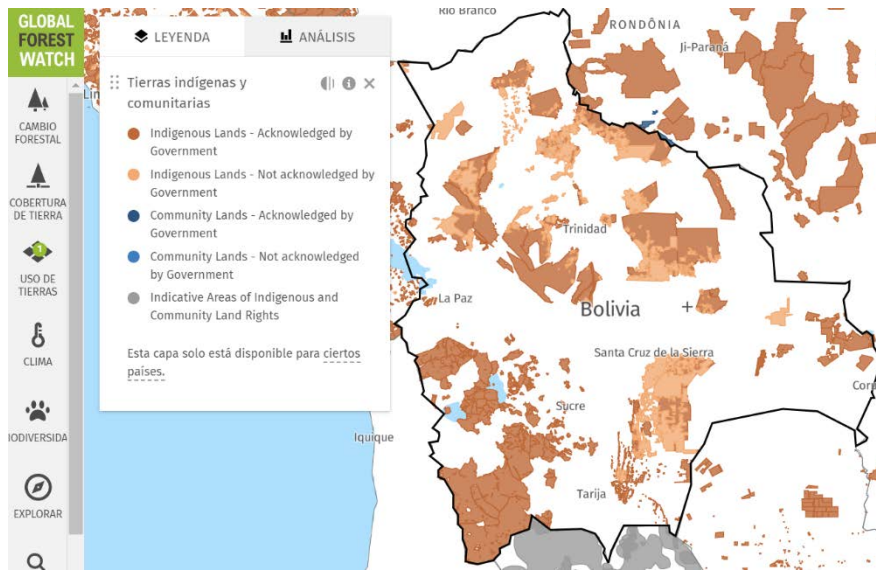 GLOBAL
FOREST
WATCH
CAMBIO
FORESTAL
COBERTURA
DE TIERRA
1
USO DE
TIERRAS
CLIMA
IODIVERSIDA
EXPLORAR
LEYENDA
ANÁLISIS
Tierras indígenas y
comunitarias
Indigenous Lands - Acknowledged by
Government
Indigenous Lands - Not acknowledged by
Government
Community Lands - Acknowledged by
Government
Community Lands - Not acknowledged
by Government
Indicative Areas of Indigenous and
Community Land Rights
Esta capa solo está disponible para ciertos
países.
Rio Branco
RONDÔNIA
Ji-Paraná
Lin
Trinidad
La Paz
Bolivia
Santa Cruz de la Sierra
Coru
Sucre
Iquique
Tarija